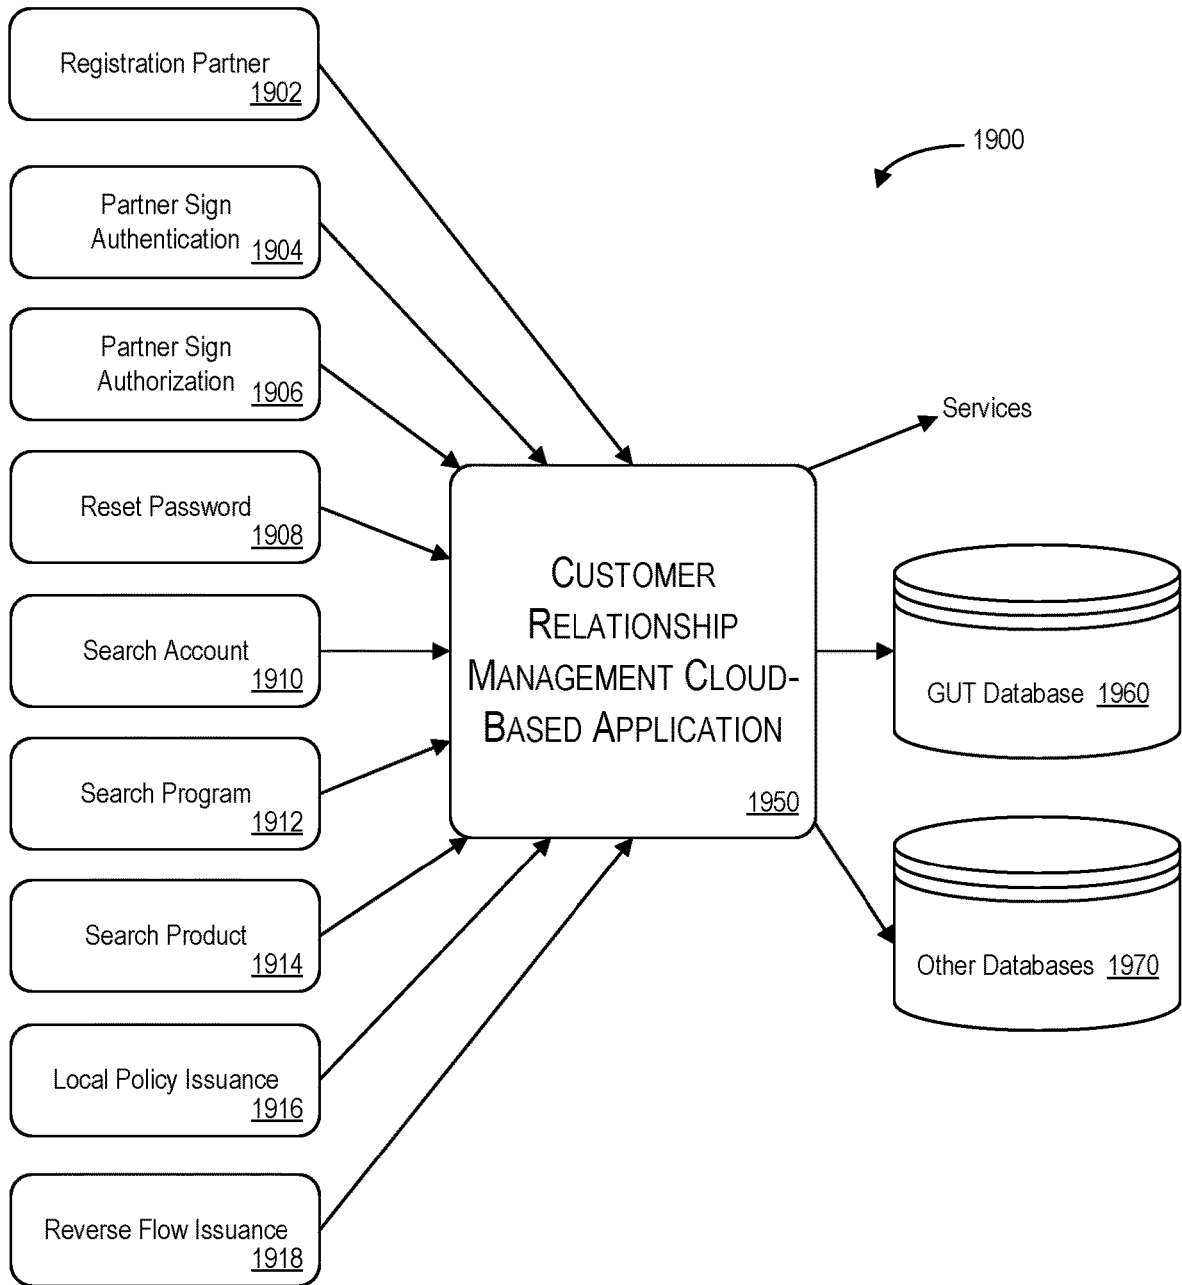 Registration Partner
1902
1900
Partner Sign
Authentication
1904
Partner Sign
Authorization
1906
Services
Reset Password
1908
CUSTOMER
RELATIONSHIP
MANAGEMENT CLOUD-
BASED APPLICATION
1950
Search Account
1910
GUT Database 1960
Search Program
1912
Search Product
1914
Other Databases 1970
Local Policy Issuance
1916
Reverse Flow Issuance
1918